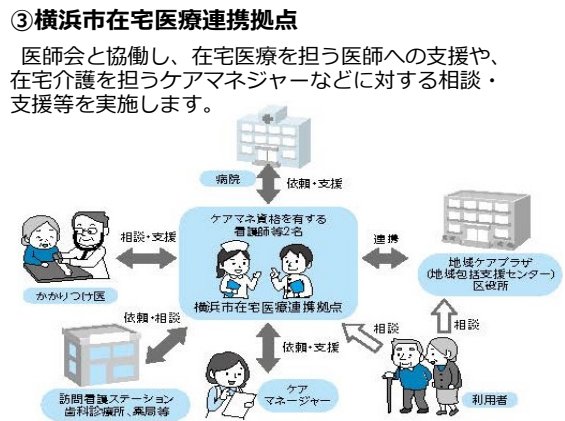 ③横浜市在宅医療連携拠点
医師会と協働し、在宅医療を担う医師への支援や、
在宅介護を担うケアマネジャーなどに対する相談・
支援等を実施します。
病院
依頼・支援
ケアマネ資格を有する
看護師等2名
相談・支援
連携
かかりつけ医
横浜市在宅医療連携拠点
地域ケアプラザ
(地域包括支援センター)
区役所
依頼・相談
相談
相談
依頼・支援
訪問看護ステーション
歯科診療所、薬局等
ケア
マネージャー
利用者